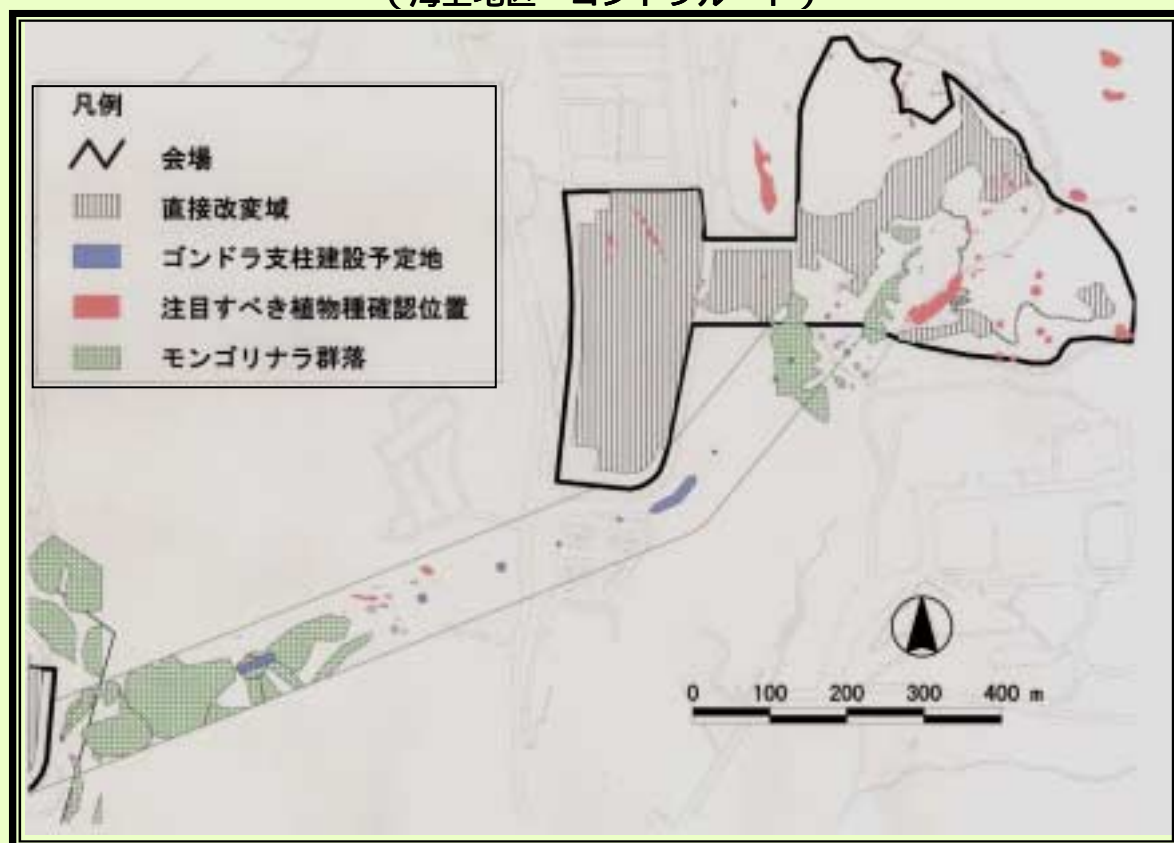 凡例
会場
直接改変域
ゴンドラ支柱建設予定地
注目すべき植物種確認位置
モンゴリナラ群落
0 100 200 300 400 m